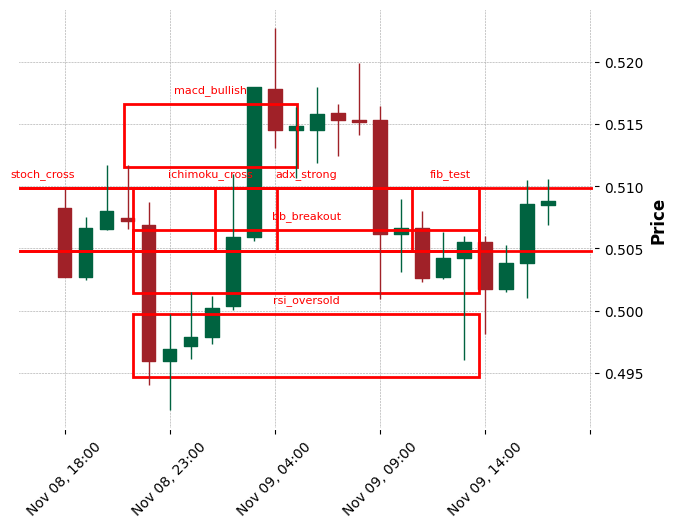 macd_bullish
stoch_cross
ichimoku_cross
adx_strong
fib_test
bb_breakout
rsi_oversold
0.520
0.515
0.510
0.505
0.500
0.495
Price
Nov 08, 18:00
Nov 08, 23:00
Nov 09, 04:00
Nov 09, 09:00
Nov 09, 14:00